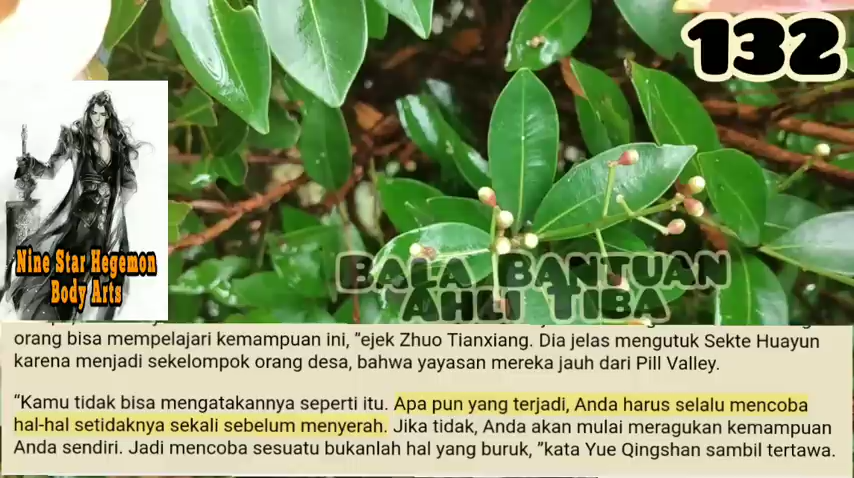 132
Nine Star Hegemon
Body Arts
BALA BANTUAN
AHLI TIBA
orang bisa mempelajari kemampuan ini, “ejek Zhuo Tianxiang. Dia jelas mengutuk Sekte Huayun
karena menjadi sekelompok orang desa, bahwa yayasan mereka jauh dari Pill Valley.
“Kamu tidak bisa mengatakannya seperti itu. Apa pun yang terjadi, Anda harus selalu mencoba
hal-hal setidaknya sekali sebelum menyerah. Jika tidak, Anda akan mulai meragukan kemampuan
Anda sendiri. Jadi mencoba sesuatu bukanlah hal yang buruk, ”kata Yue Qingshan sambil tertawa.